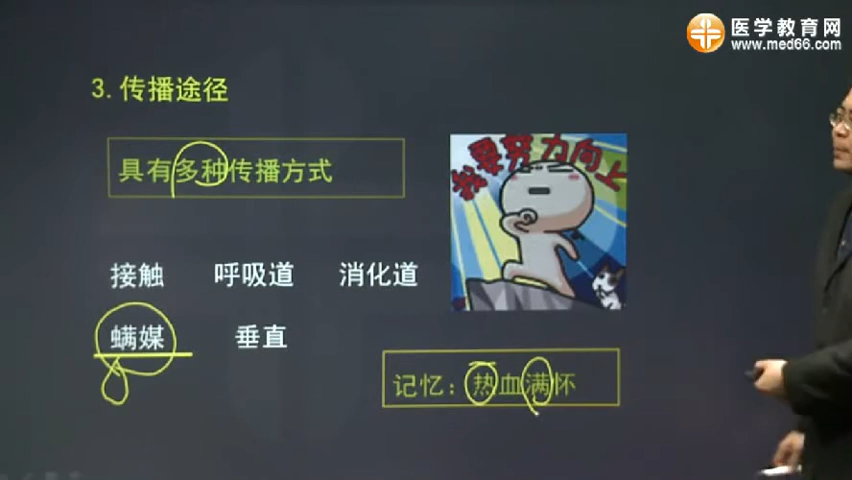 医学教育网
www.med66.com
3.传播途径
具有多种传播方式
我要努力向上
接触 呼吸道 消化道
螨媒 垂直
记忆：热血满怀